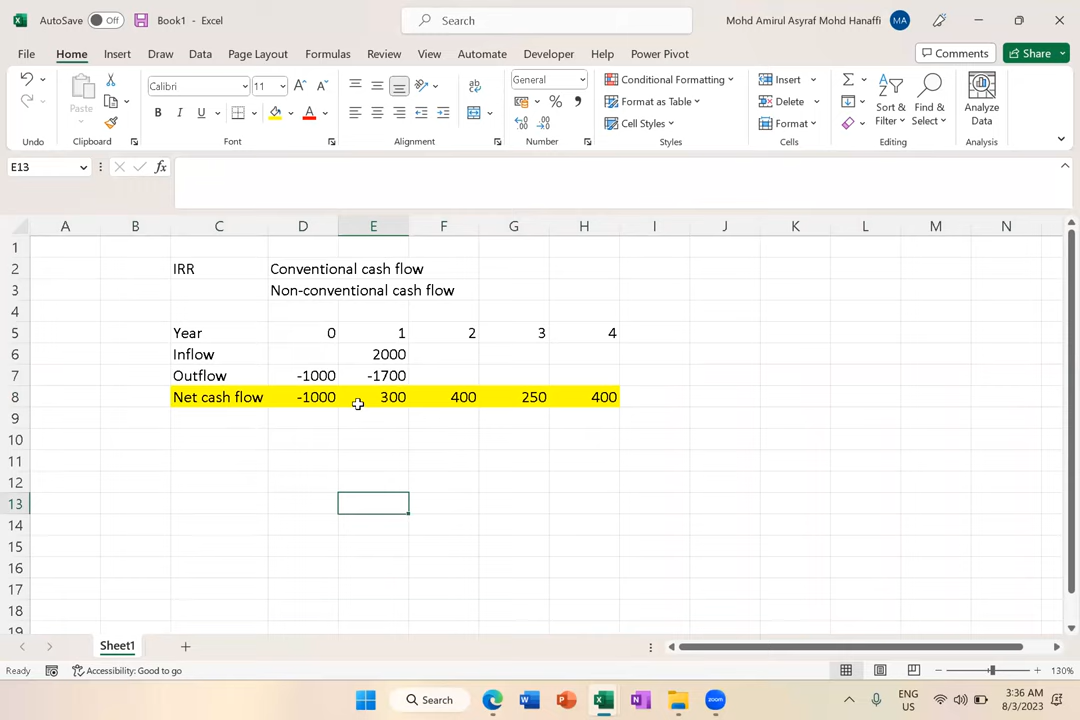 AutoSave Off Book1 - Excel Search Mohd Amirul Asyraf Mohd Hanaffi MA
File Home Insert Draw Data Page Layout Formulas Review View Automate Developer Help Power Pivot Comments Share
Paste Calibri 11 A A General Conditional Formatting Insert Sort & Find & Analyze
B I U A ab Format as Table Delete Filter Select Data
% Cell Styles Format
Undo Clipboard Font Alignment Number Styles Cells Editing Analysis
E13 fx
A B C D E F G H I J K L M N
1
2 IRR Conventional cash flow
3 Non-conventional cash flow
4
5 Year 0 1 2 3 4
6 Inflow 2000
7 Outflow -1000 -1700
8 Net cash flow -1000 300 400 250 400
9
10
11
12
13
14
15
16
17
18
19
Sheet1
Ready Accessibility: Good to go 130%
Search zoom ENG 3:36 AM
US 8/3/2023